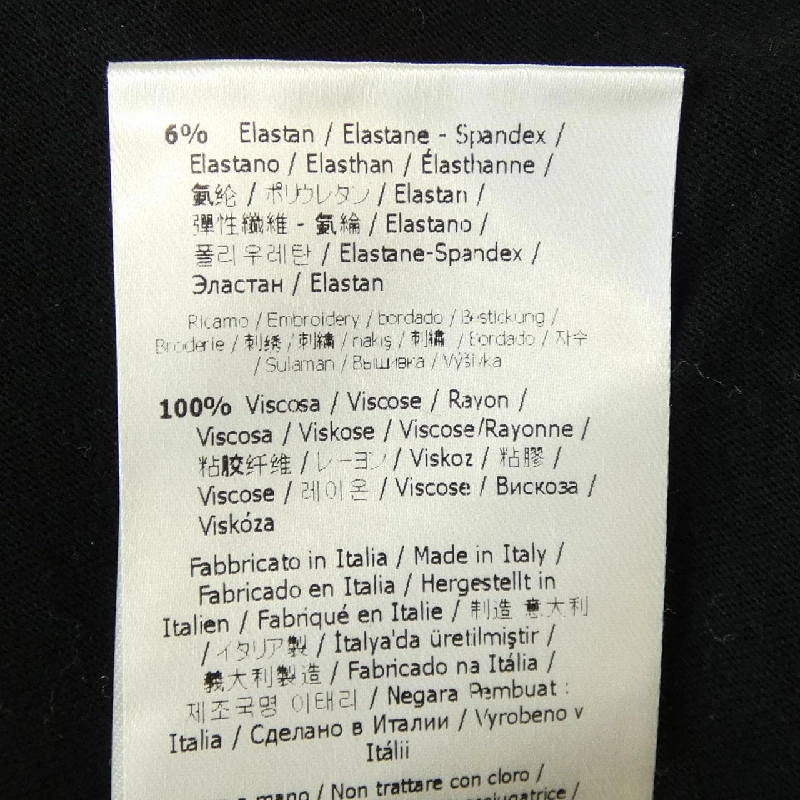 6% Elastan / Elastane - Spandex /
Elastano / Elasthan / Élasthanne /
氨纶 / ポリウレタン / Elastan /
彈性纖維 - 氨綸 / Elastano /
폴리우레탄 / Elastane-Spandex /
Эластан / Elastan
Ricamo / Embroidery / bordado / Bestickung /
Broderie / 刺绣 / 刺繍 / nakış / 刺繡 / Bordado / 자수
/ Sulaman / Вышивка / Výšivka
100% Viscosa / Viscose / Rayon /
Viscosa / Viskose / Viscose/Rayonne /
粘胶纤维 / レーヨン / Viskoz / 粘膠 /
Viscose / 레이온 / Viscose / Вискоза /
Viskóza
Fabbricato in Italia / Made in Italy /
Fabricado en Italia / Hergestellt in
Italien / Fabriqué en Italie / 制造 意大利
/ イタリア製 / İtalya'da üretilmiştir /
義大利製造 / Fabricado na Itália /
제조국명 이태리 / Negara Pembuat :
Italia / Сделано в Италии / Vyrobeno v
Itálii
a mano / Non trattare con cloro /